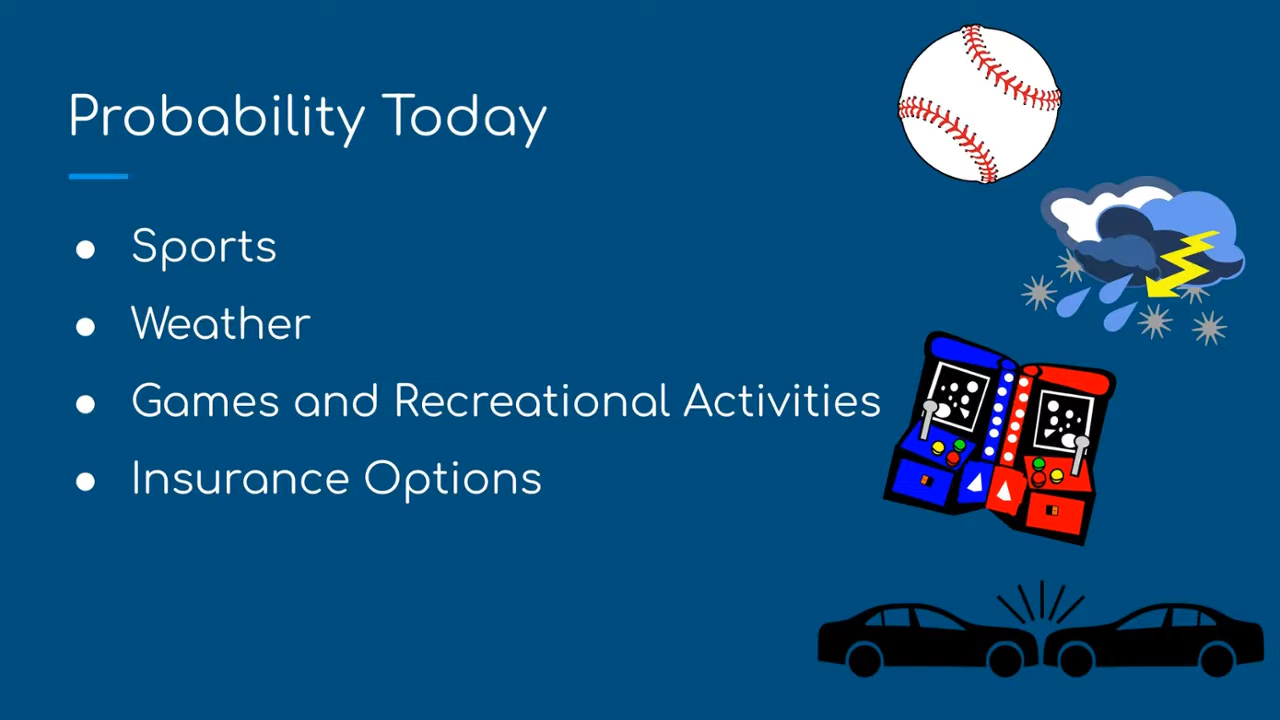 Probability Today
● Sports
● Weather
● Games and Recreational Activities
● Insurance Options